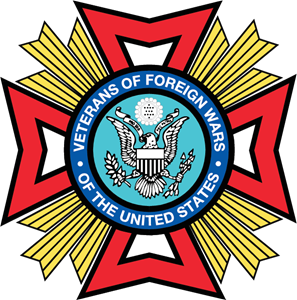 VETERANS OF FOREIGN WARS
OF THE UNITED STATES